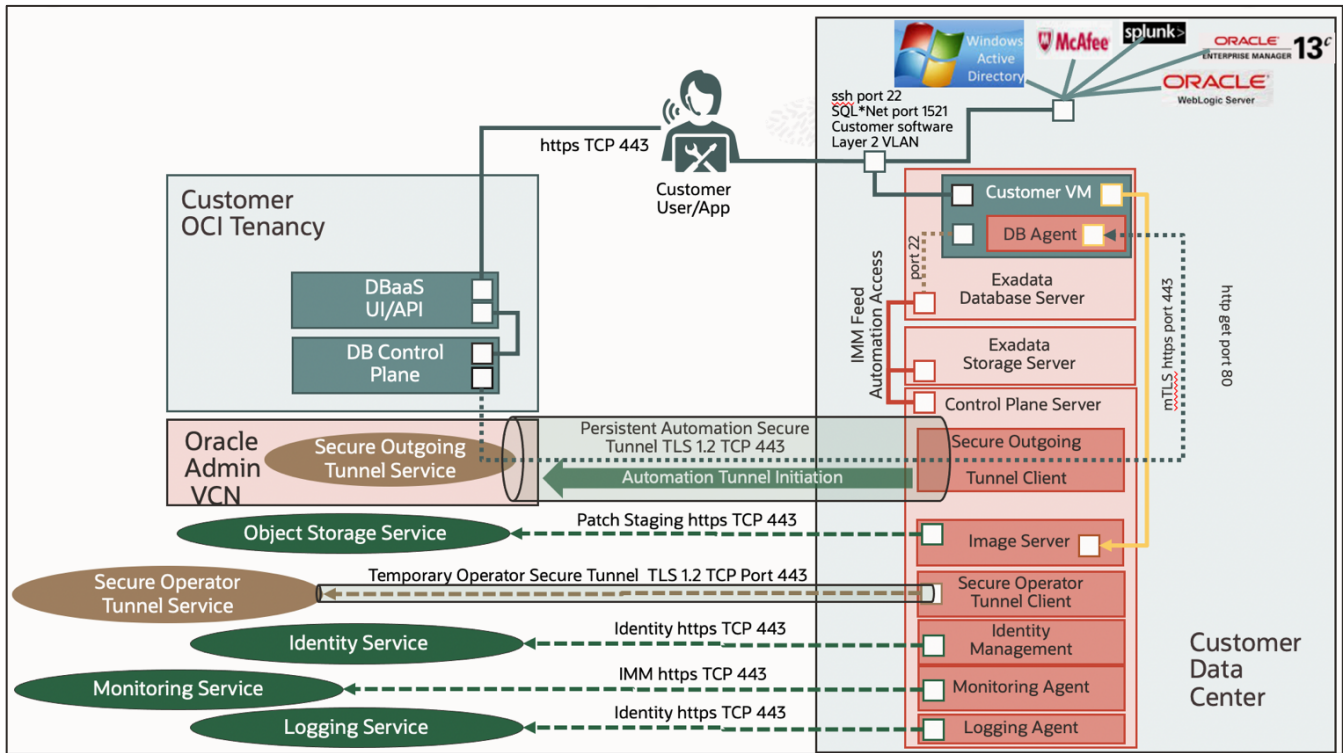 Windows
Active
Directory
McAfee
splunk>
ORACLE
ENTERPRISE MANAGER 13c
ORACLE
WebLogic Server
ssh port 22
SQL*Net port 1521
Customer software
Layer 2 VLAN
https TCP 443
Customer
User/App
Customer
OCI Tenancy
DBaaS
UI/API
DB Control
Plane
Customer VM
DB Agent
port 22
Exadata
Database Server
IMM Feed
Automation Access
Exadata
Storage Server
Control Plane Server
mTLS https port 443
http get port 80
Oracle
Admin
VCN
Secure Outgoing
Tunnel Service
Persistent Automation Secure
Tunnel TLS 1.2 TCP 443
Automation Tunnel Initiation
Secure Outgoing
Tunnel Client
Object Storage Service
Patch Staging https TCP 443
Image Server
Secure Operator
Tunnel Service
Temporary Operator Secure Tunnel TLS 1.2 TCP Port 443
Secure Operator
Tunnel Client
Identity Service
Identity https TCP 443
Identity
Management
Monitoring Service
IMM https TCP 443
Monitoring Agent
Logging Service
Identity https TCP 443
Logging Agent
Customer
Data
Center